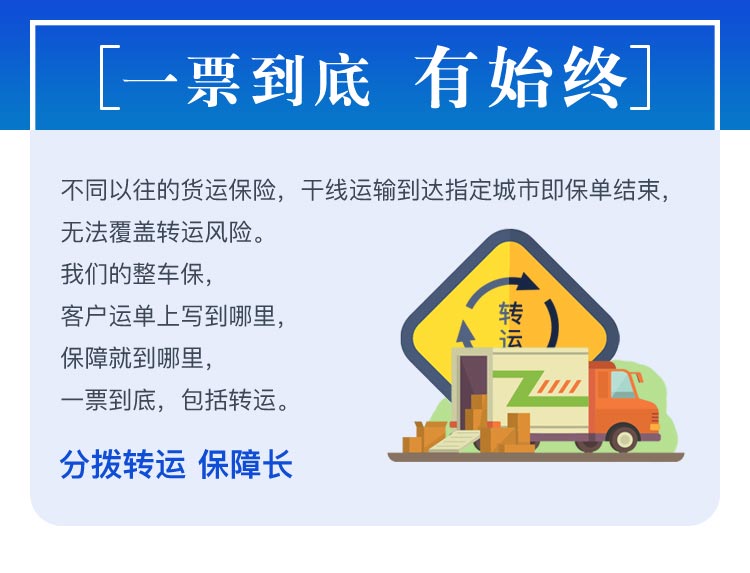 [一票到底 有始终]
不同以往的货运保险，干线运输到达指定城市即保单结束，
无法覆盖转运风险。
我们的整车保，
客户运单上写到哪里，
保障就到哪里，
一票到底，包括转运。
转
运
分拨转运 保障长